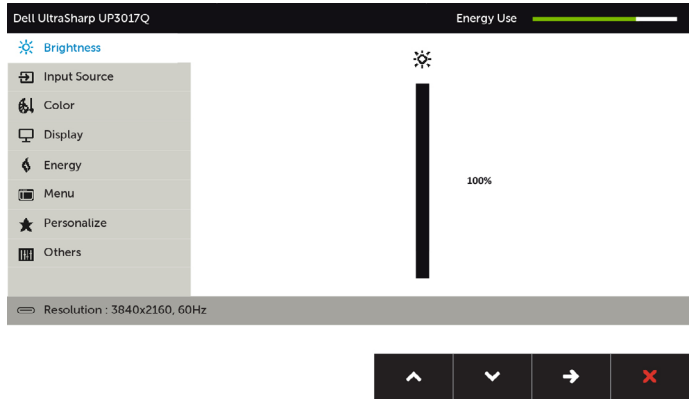 Dell UltraSharp UP3017Q Energy Use
Brightness
Input Source
Color
Display
Energy
100%
Menu
Personalize
Others
Resolution : 3840x2160, 60Hz